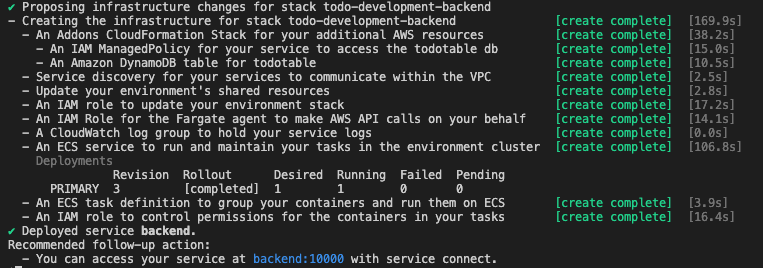 ✔ Proposing infrastructure changes for stack todo-development-backend
- Creating the infrastructure for stack todo-development-backend [create complete] [169.9s]
- An Addons CloudFormation Stack for your additional AWS resources [create complete] [38.2s]
- An IAM ManagedPolicy for your service to access the todotable db [create complete] [15.0s]
- An Amazon DynamoDB table for todotable [create complete] [10.5s]
- Service discovery for your services to communicate within the VPC [create complete] [2.5s]
- Update your environment's shared resources [create complete] [2.8s]
- An IAM role to update your environment stack [create complete] [17.2s]
- An IAM Role for the Fargate agent to make AWS API calls on your behalf [create complete] [14.1s]
- A CloudWatch log group to hold your service logs [create complete] [0.0s]
- An ECS service to run and maintain your tasks in the environment cluster [create complete] [106.8s]
Deployments
Revision Rollout Desired Running Failed Pending
PRIMARY 3 [completed] 1 1 0 0
- An ECS task definition to group your containers and run them on ECS [create complete] [3.9s]
- An IAM role to control permissions for the containers in your tasks [create complete] [16.4s]
✔ Deployed service backend.
Recommended follow-up action:
- You can access your service at backend:10000 with service connect.